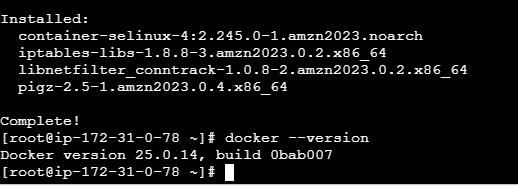 Installed:
  container-selinux-4:2.245.0-1.amzn2023.noarch
  iptables-libs-1.8.8-3.amzn2023.0.2.x86_64
  libnetfilter_conntrack-1.0.8-2.amzn2023.0.2.x86_64
  pigz-2.5-1.amzn2023.0.4.x86_64

Complete!
[root@ip-172-31-0-78 ~]# docker --version
Docker version 25.0.14, build 0bab007
[root@ip-172-31-0-78 ~]#